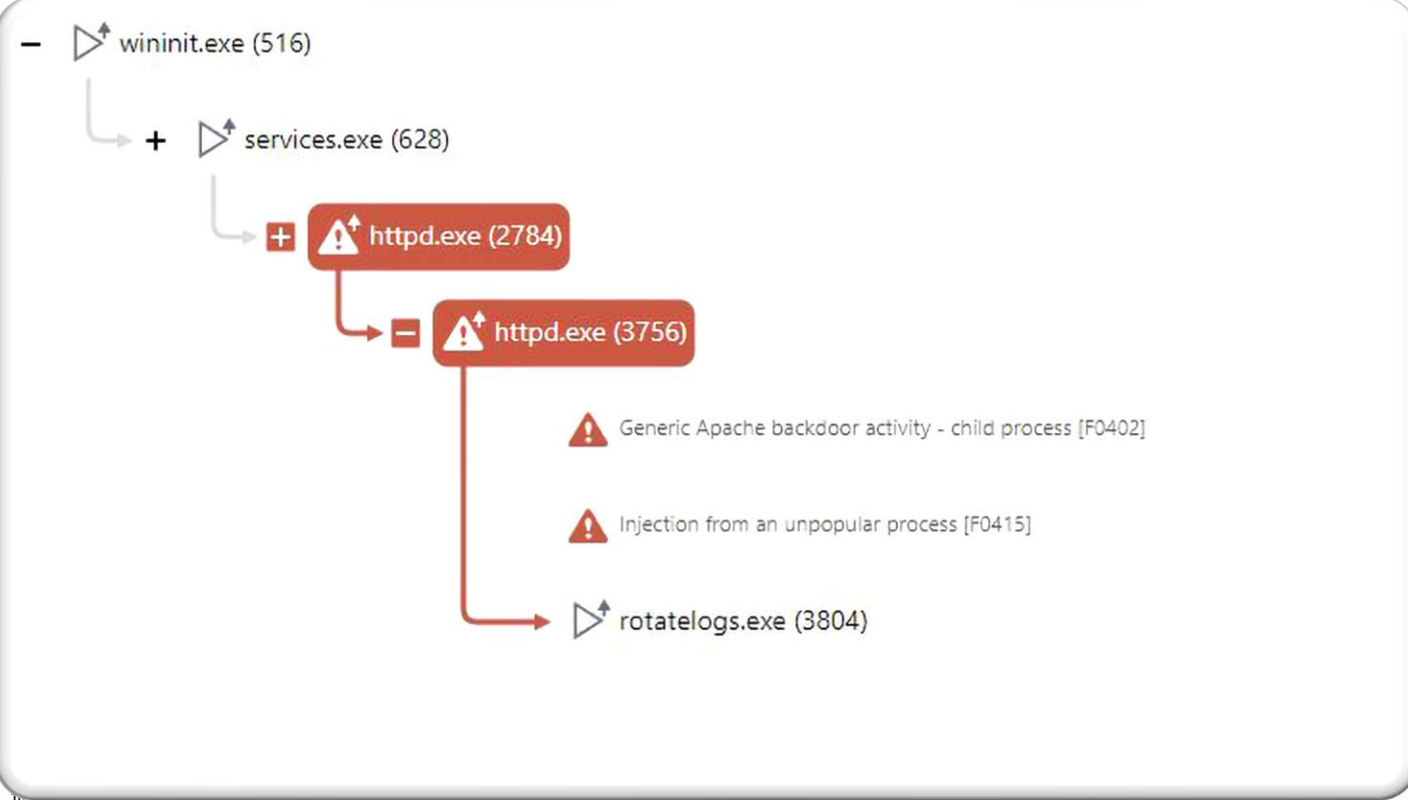 wininit.exe (516)
services.exe (628)
httpd.exe (2784)
httpd.exe (3756)
Generic Apache backdoor activity - child process [F0402]
Injection from an unpopular process [F0415]
rotatelogs.exe (3804)